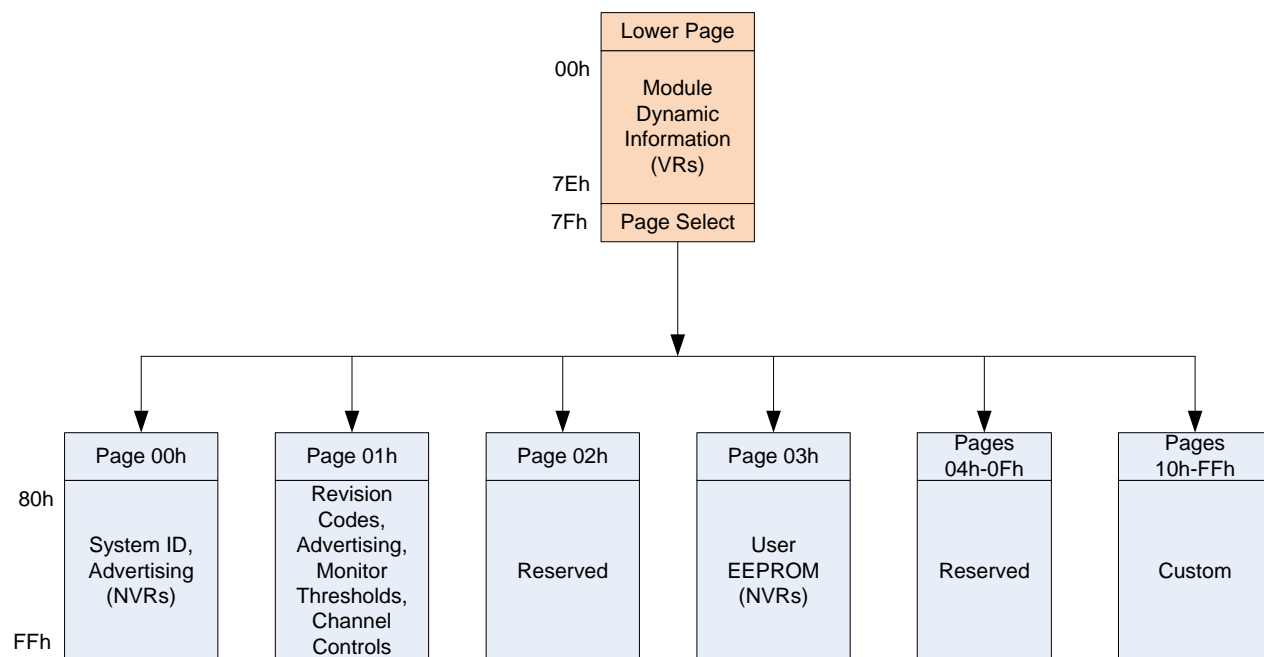 Lower Page
00h
Module
Dynamic
Information
(VRs)
7Eh
7Fh
Page Select
Page 00h
Page 01h
Page 02h
Page 03h
Pages
04h-0Fh
Pages
10h-FFh
80h
System ID,
Advertising
(NVRs)
FFh
Revision
Codes,
Advertising,
Monitor
Thresholds,
Channel
Controls
Reserved
User
EEPROM
(NVRs)
Reserved
Custom